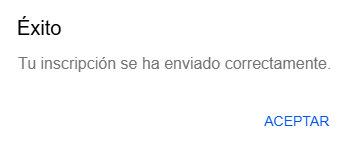 Éxito
Tu inscripción se ha enviado correctamente.
ACEPTAR